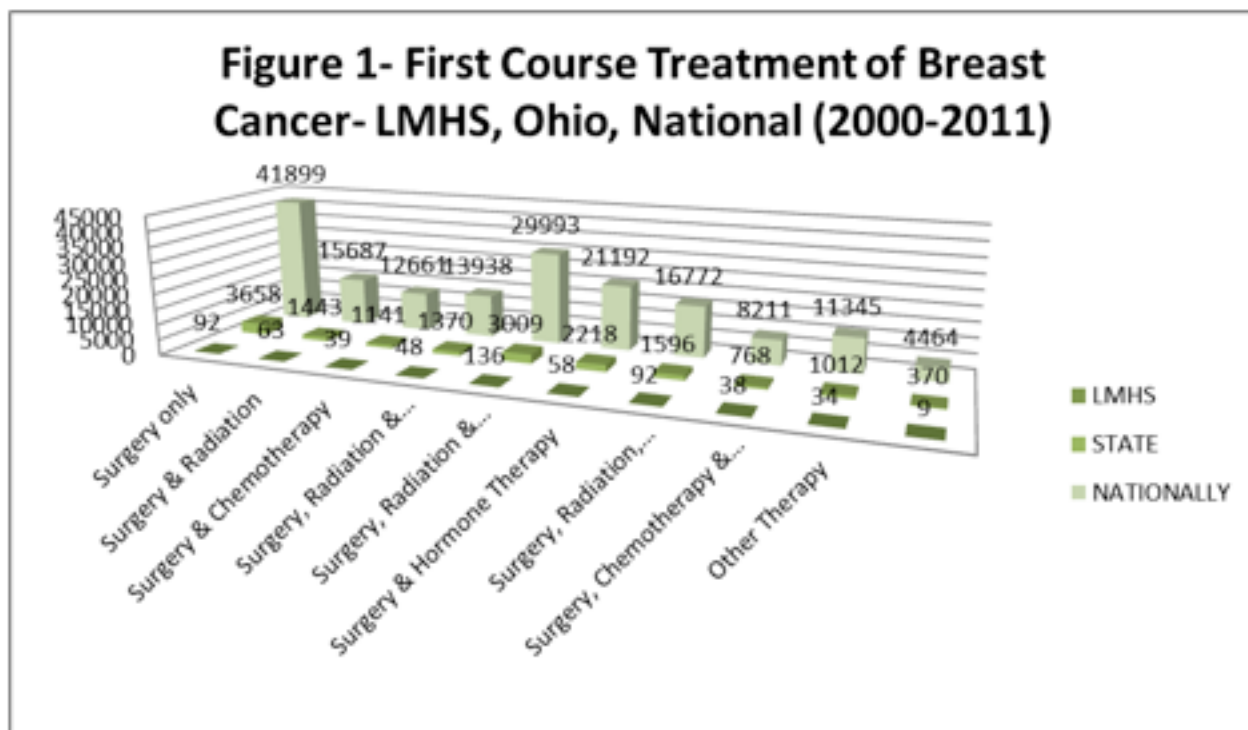 Figure 1- First Course Treatment of Breast
Cancer- LMHS, Ohio, National (2000-2011)
45000
40000
35000
30000
25000
20000
15000
10000
5000
0
41899
15687
12661
13938
29993
21192
16772
8211
11345
4464
3658
1443
1141
1370
3009
2218
1596
768
1012
370
92
63
39
48
136
58
92
38
34
9
Surgery only
Surgery & Radiation
Surgery & Chemotherapy
Surgery, Radiation &...
Surgery, Radiation &...
Surgery & Hormone Therapy
Surgery, Radiation,...
Surgery, Chemotherapy &...
Other Therapy
LMHS
STATE
NATIONALLY